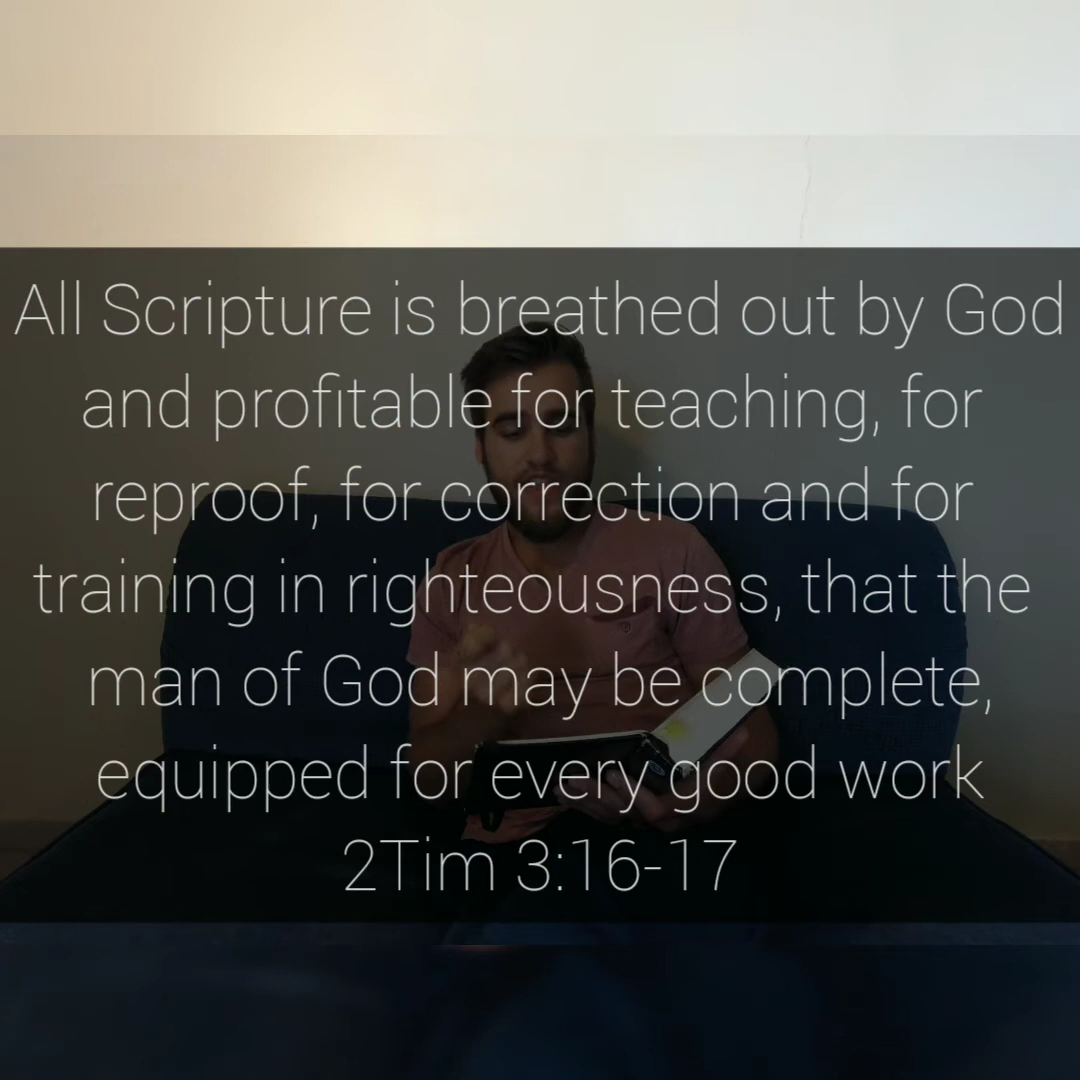 All Scripture is breathed out by God
and profitable for teaching, for
reproof, for correction and for
training in righteousness, that the
man of God may be complete,
equipped for every good work
2Tim 3:16-17